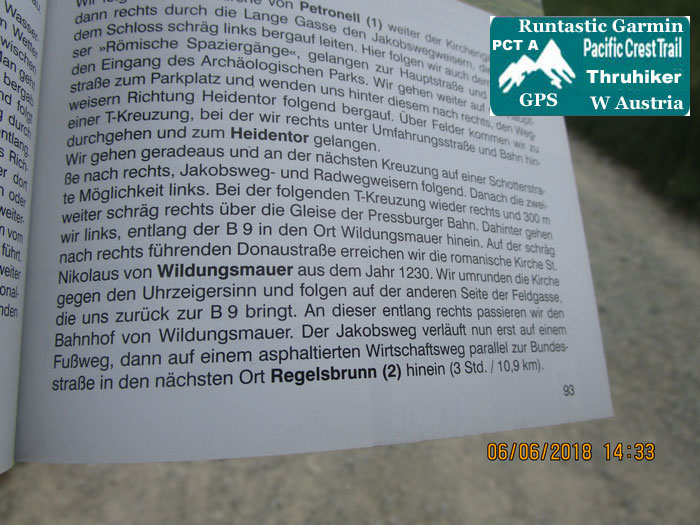 von Petronell (1) weiter der Kircheng
dann rechts durch die Lange Gasse den Jakobswegweisern, die
dem Schloss schräg links bergauf leiten. Hier folgen wir auch den
ser »Römische Spaziergänge«, gelangen zur Hauptstraße und
den Eingang des Archäologischen Parks. Wir gehen weiter auf Haupt-
straße zum Parkplatz und wenden uns hinter diesem nach rechts, den Weg-
weisern Richtung Heidentor folgend bergauf. Über Felder kommen wir zu
einer T-Kreuzung, bei der wir rechts unter Umfahrungsstraße und Bahn hin-
durchgehen und zum Heidentor gelangen.
Wir gehen geradeaus und an der nächsten Kreuzung auf einer Schotterstra-
ße nach rechts, Jakobsweg- und Radwegweisern folgend. Danach die zwei-
te Möglichkeit links. Bei der folgenden T-Kreuzung wieder rechts und 300 m
weiter schräg rechts über die Gleise der Pressburger Bahn. Dahinter gehen
wir links, entlang der B 9 in den Ort Wildungsmauer hinein. Auf der schräg
nach rechts führenden Donaustraße erreichen wir die romanische Kirche St.
Nikolaus von Wildungsmauer aus dem Jahr 1230. Wir umrunden die Kirche
gegen den Uhrzeigersinn und folgen auf der anderen Seite der Feldgasse,
die uns zurück zur B 9 bringt. An dieser entlang rechts passieren wir den
Bahnhof von Wildungsmauer. Der Jakobsweg verläuft nun erst auf einem
Fußweg, dann auf einem asphaltierten Wirtschaftsweg parallel zur Bundes-
straße in den nächsten Ort Regelsbrunn (2) hinein (3 Std. / 10,9 km).
93
Runtastic Garmin
PCT A Pacific Crest Trail
Thruhiker
GPS W Austria
06/06/2018 14:33